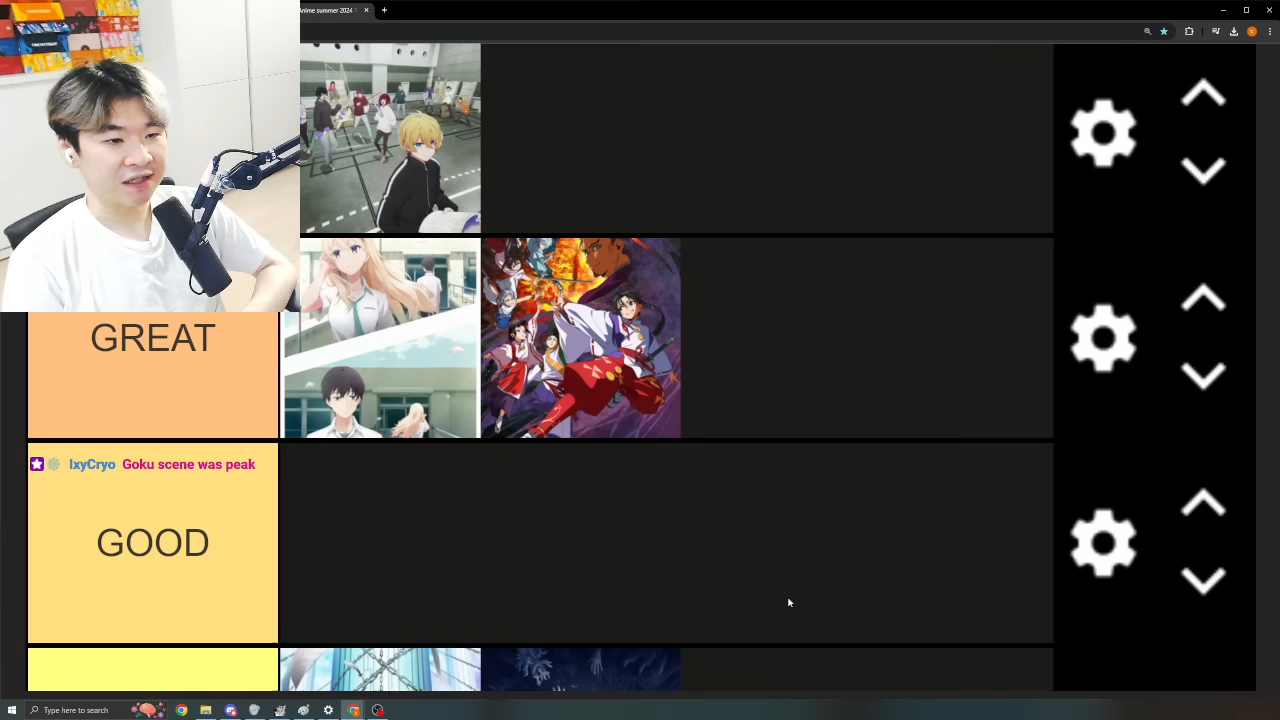 Anime summer 2024
GREAT
IxyCryo Goku scene was peak
GOOD
Type here to search